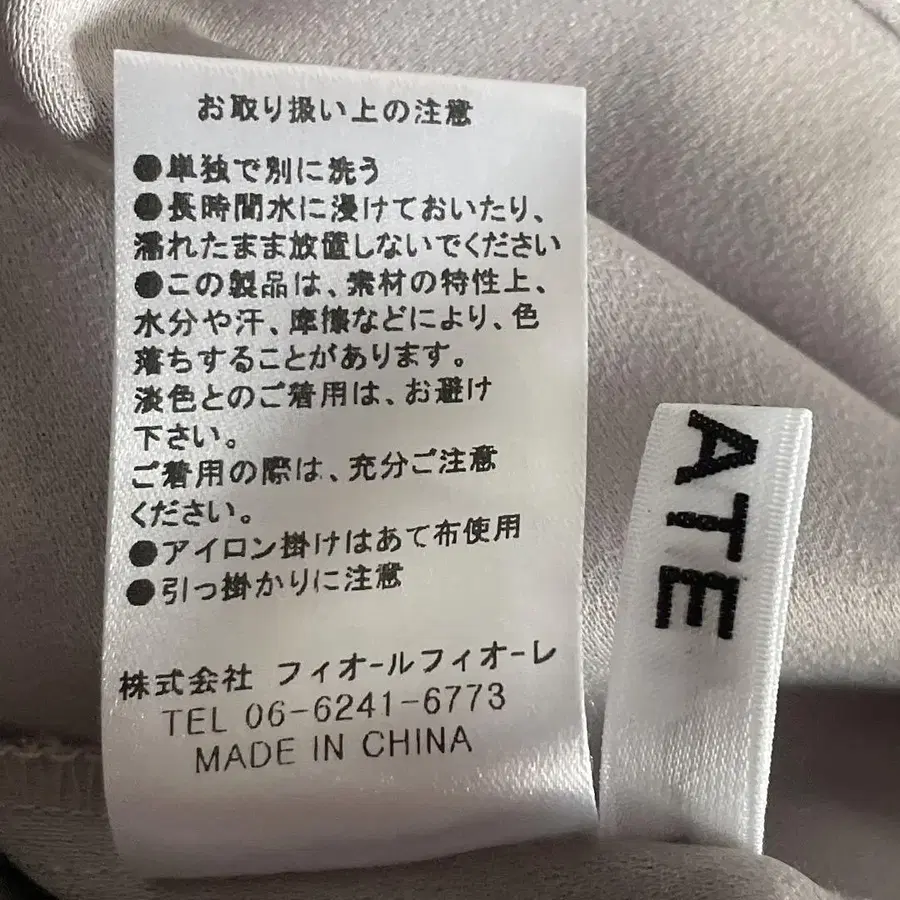 お取り扱い上の注意
●単独で別に洗う
●長時間水に浸けておいたり、
濡れたまま放置しないでください
●この製品は、素材の特性上、
水分や汗、摩擦などにより、色
落ちすることがあります。
淡色とのご着用は、お避け
下さい。
ご着用の際は、充分ご注意
ください。
●アイロン掛けはあて布使用
●引っ掛かりに注意
株式会社 フィオールフィオーレ
TEL 06-6241-6773
MADE IN CHINA
ATE